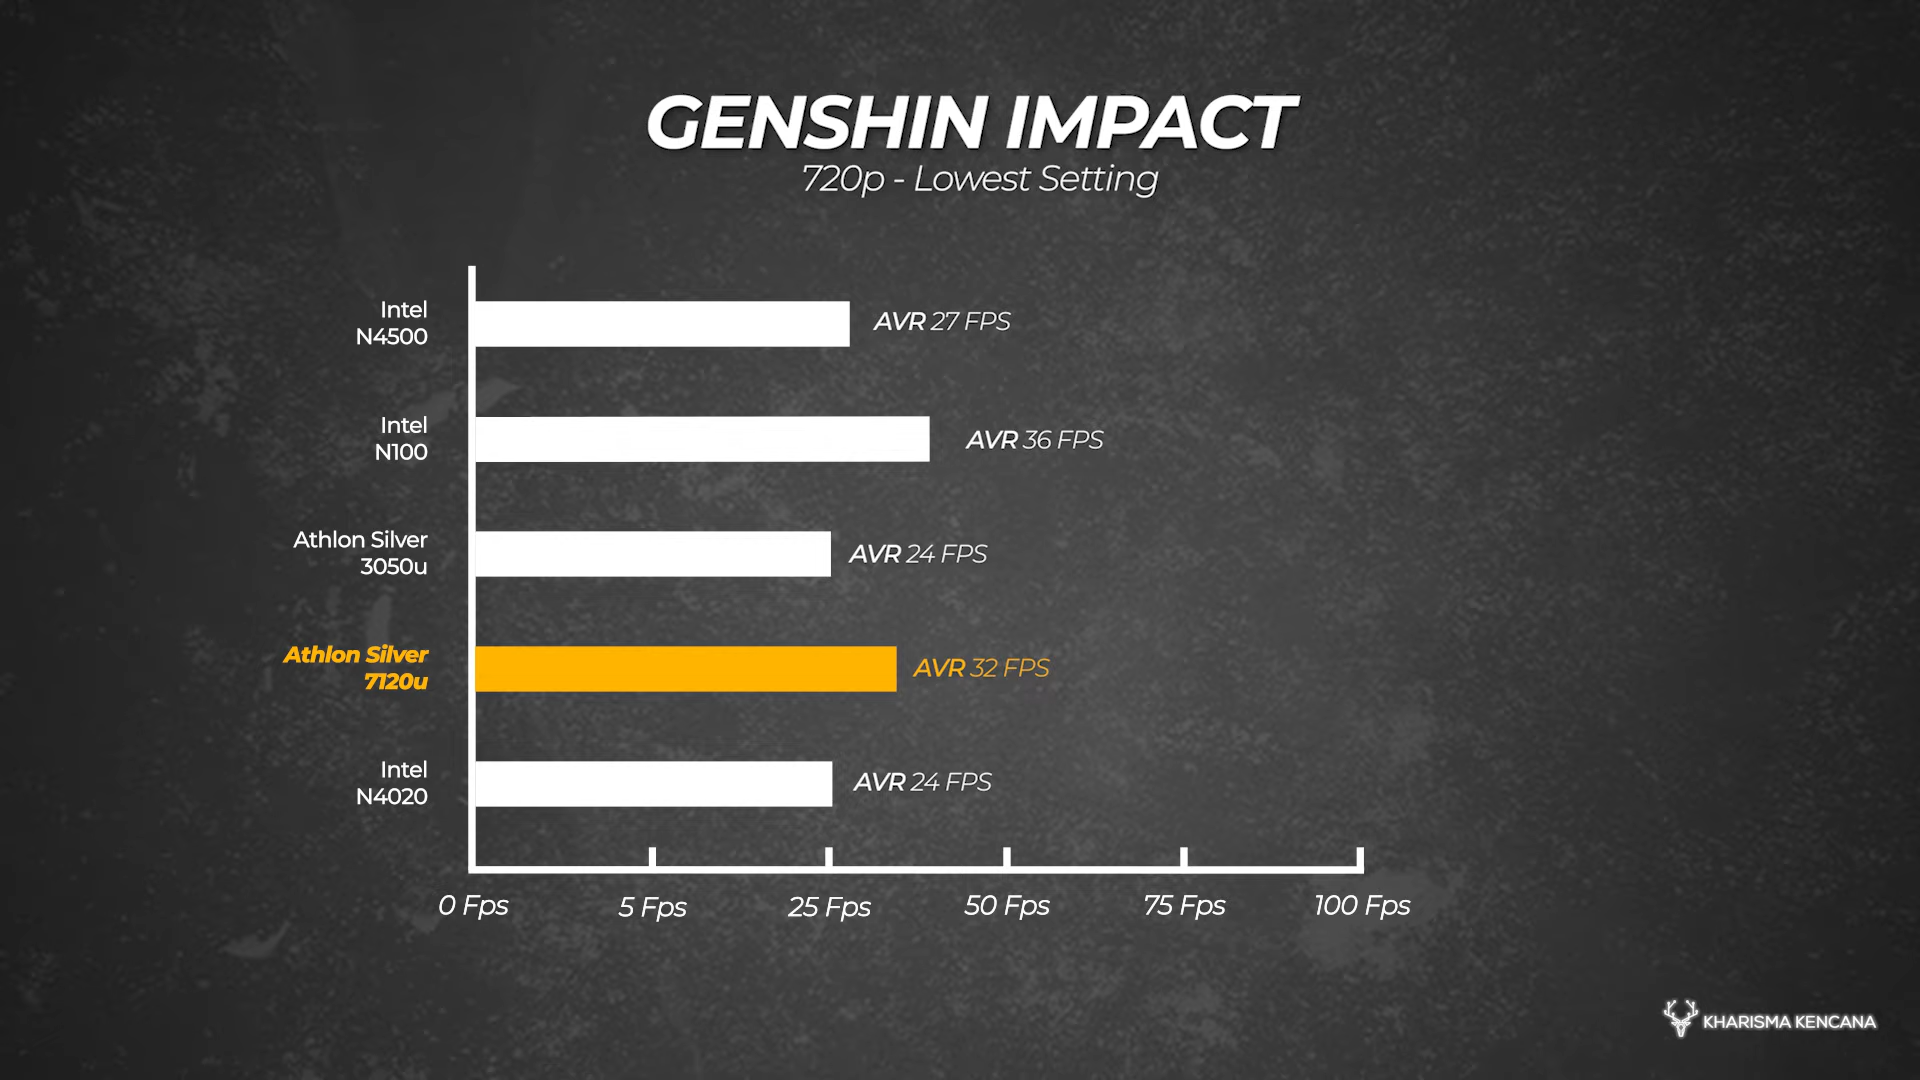 GENSHIN IMPACT
720p - Lowest Setting
Intel
N4500
AVR 27 FPS
Intel
N100
AVR 36 FPS
Athlon Silver
3050u
AVR 24 FPS
Athlon Silver
7120u
AVR 32 FPS
Intel
N4020
AVR 24 FPS
0 Fps 5 Fps 25 Fps 50 Fps 75 Fps 100 Fps
KHARISMA KENCANA